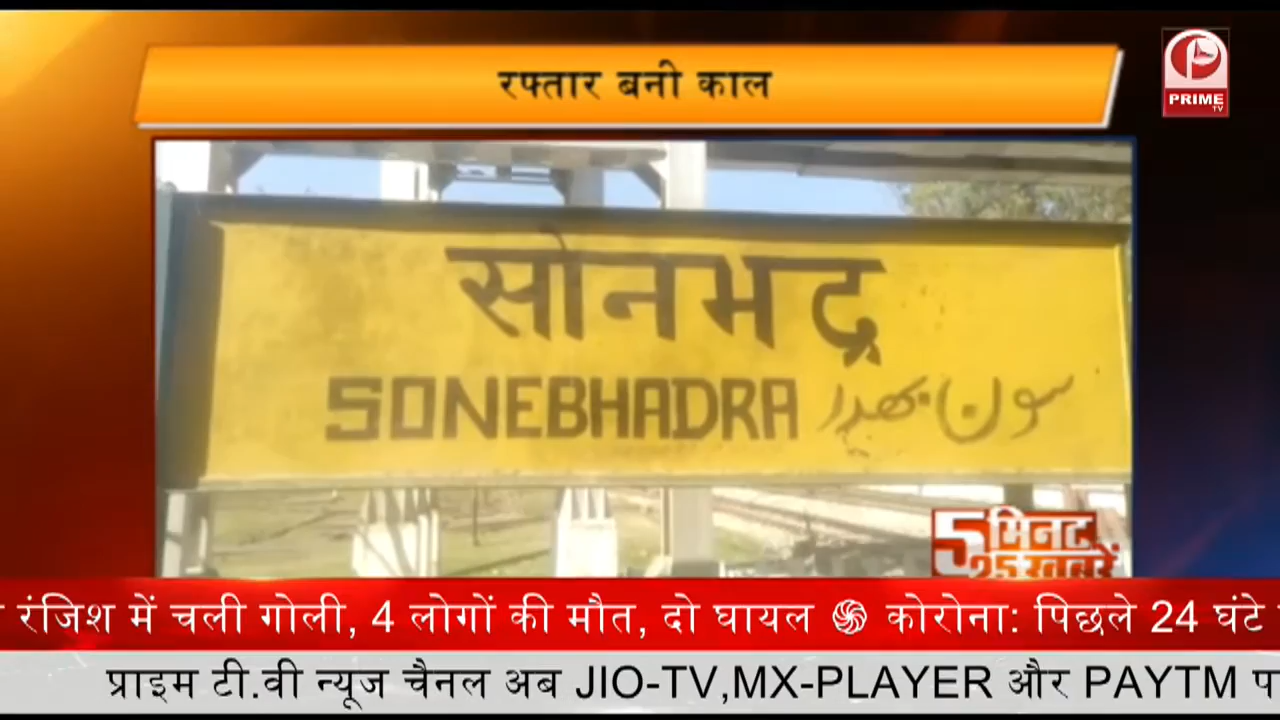 रफ्तार बनी काल
PRIME
TV
सोनभद्र
SONEBHADRA سون بھدر
5 मिनट
25 खबरें
रंजिश में चली गोली, 4 लोगों की मौत, दो घायल कोरोना: पिछले 24 घंटे
प्राइम टी.वी न्यूज चैनल अब JIO-TV,MX-PLAYER और PAYTM प